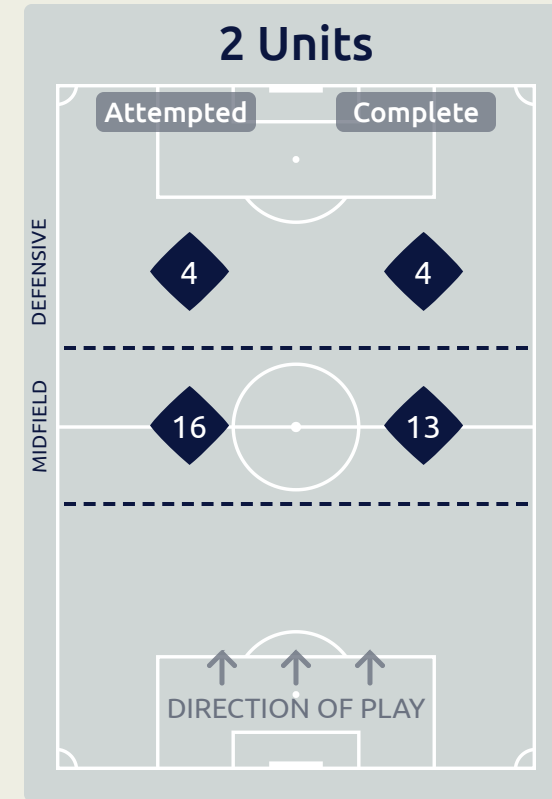 2 Units
Attempted Complete
DEFENSIVE
4 4
MIDFIELD
16 13
DIRECTION OF PLAY